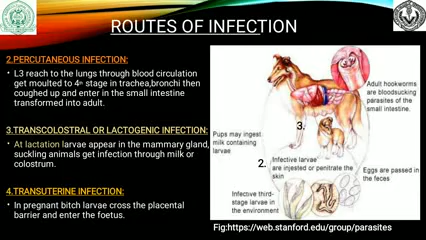 ROUTES OF INFECTION
2.PERCUTANEOUS INFECTION:
• L3 reach to the lungs through blood circulation
get moulted to 4th stage in trachea,bronchi then
coughed up and enter in the small intestine
transformed into adult.
3.TRANSCOLOSTRAL OR LACTOGENIC INFECTION:
• At lactation larvae appear in the mammary gland,
suckling animals get infection through milk or
colostrum.
4.TRANSUTERINE INFECTION:
• In pregnant bitch larvae cross the placental
barrier and enter the foetus.
Adult hookworms
are bloodsucking
parasites of the
small intestine.
3.
Pups may ingest
milk containing
larvae
2.
Infective larvae
are injected or penitrate the
skin
Eggs are passed in
the feces
Infective third-
stage larvae in
the environment
Fig:https://web.stanford.edu/group/parasites